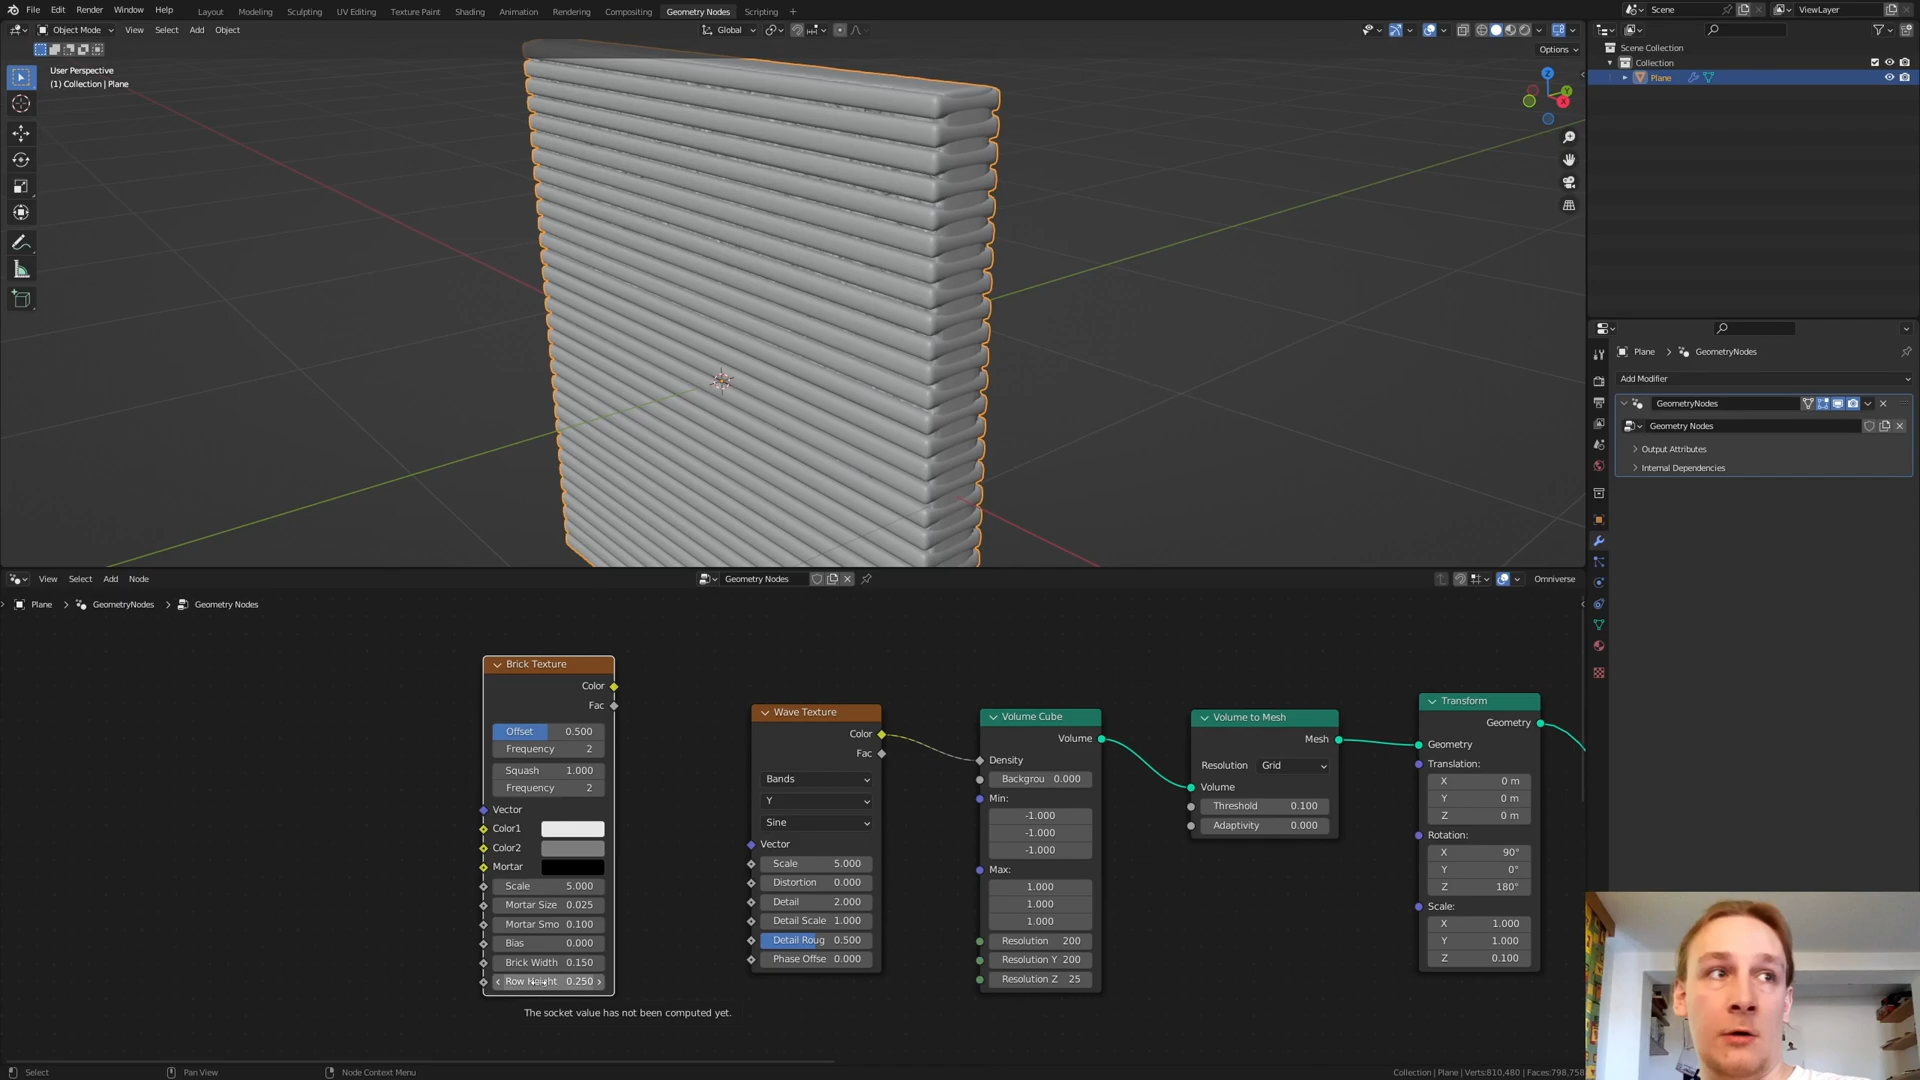 File Edit Render Window Help Layout Modeling Sculpting UV Editing Texture Paint Shading Animation Rendering Compositing Geometry Nodes Scripting + Scene ViewLayer
Object Mode View Select Add Object Global
Options
User Perspective
(1) Collection | Plane
Z
Y
X
Scene Collection
Collection
Plane
Plane > GeometryNodes
Add Modifier
GeometryNodes
Geometry Nodes
Output Attributes
Internal Dependencies
View Select Add Node Geometry Nodes Omniverse
Plane > GeometryNodes > Geometry Nodes
Brick Texture
Color
Fac
Offset 0.500
Frequency 2
Squash 1.000
Frequency 2
Vector
Color1
Color2
Mortar
Scale 5.000
Mortar Size 0.025
Mortar Smo 0.100
Bias 0.000
Brick Width 0.150
Row Height 0.250
The socket value has not been computed yet.
Wave Texture
Color
Fac
Bands
Y
Sine
Vector
Scale 5.000
Distortion 0.000
Detail 2.000
Detail Scale 1.000
Detail Roug 0.500
Phase Offse 0.000
Volume Cube
Volume
Density
Backgrou 0.000
Min:
-1.000
-1.000
-1.000
Max:
1.000
1.000
1.000
Resolution 200
Resolution Y 200
Resolution Z 25
Volume to Mesh
Mesh
Resolution Grid
Volume
Threshold 0.100
Adaptivity 0.000
Transform
Geometry
Geometry
Translation:
X 0 m
Y 0 m
Z 0 m
Rotation:
X 90°
Y 0°
Z 180°
Scale:
X 1.000
Y 1.000
Z 0.100
Select Pan View Node Context Menu Collection | Plane | Verts:810,480 | Faces:798,758